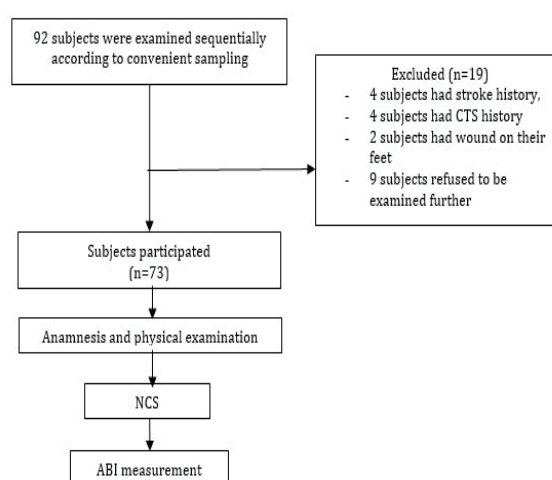 92 subjects were examined sequentially
according to convenient sampling
Excluded (n=19)
- 4 subjects had stroke history,
- 4 subjects had CTS history
- 2 subjects had wound on their
feet
- 9 subjects refused to be
examined further
Subjects participated
(n=73)
Anamnesis and physical examination
NCS
ABI measurement